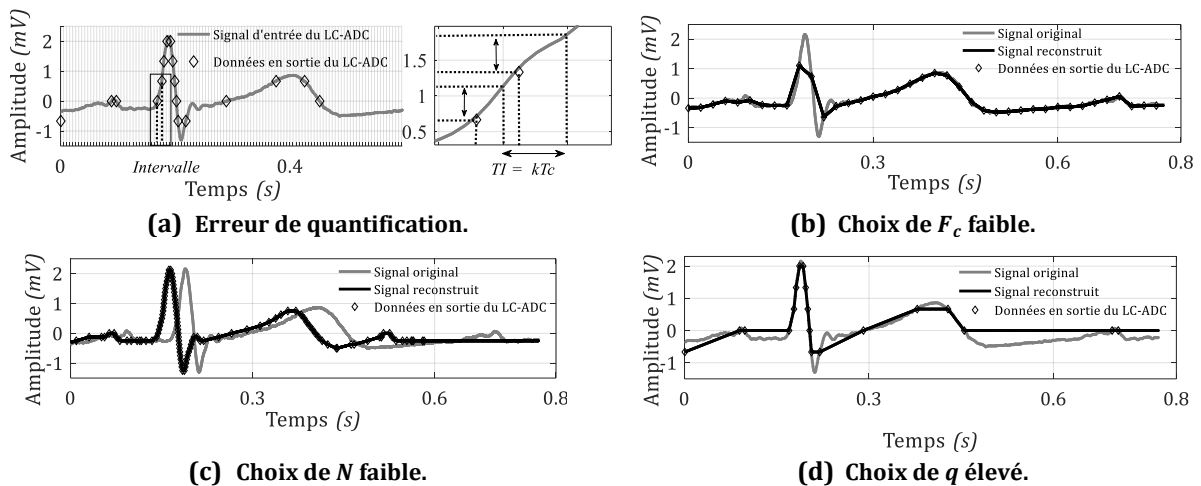 Amplitude (mV)
2
1
0
-1
Signal d'entrée du LC-ADC
Données en sortie du LC-ADC
0
Intervalle
0.4
Temps (s)
1.5
1
0.5
TI = kTc
(a) Erreur de quantification.
Amplitude (mV)
2
1
0
-1
Signal original
Signal reconstruit
Données en sortie du LC-ADC
0
0.3
0.6
0.8
Temps (s)
(b) Choix de Fc faible.
Amplitude (mV)
2
1
0
-1
Signal original
Signal reconstruit
Données en sortie du LC-ADC
0
0.3
0.6
0.8
Temps (s)
(c) Choix de N faible.
Amplitude (mV)
2
1
0
-1
Signal original
Signal reconstruit
Données en sortie du LC-ADC
0
0.3
0.6
0.8
Temps (s)
(d) Choix de q élevé.